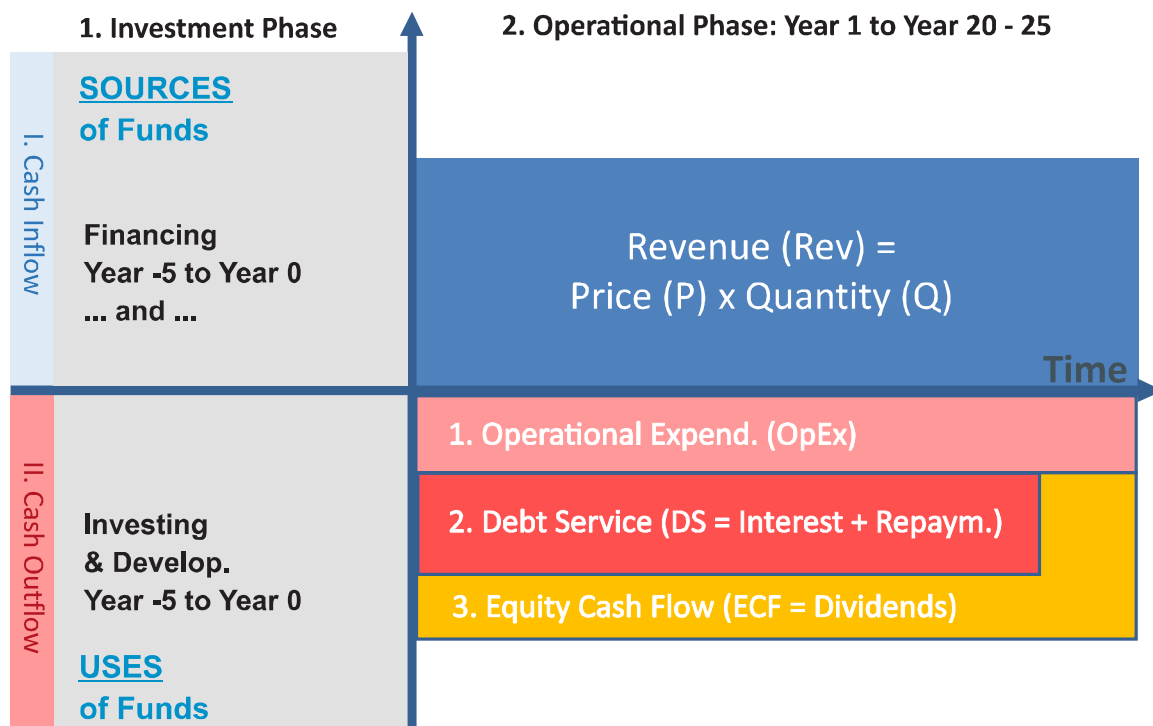 1. Investment Phase
2. Operational Phase: Year 1 to Year 20 - 25
I. Cash Inflow
SOURCES
of Funds
Financing
Year -5 to Year 0
... and ...
Revenue (Rev) =
Price (P) x Quantity (Q)
Time
II. Cash Outflow
Investing
& Develop.
Year -5 to Year 0
USES
of Funds
1. Operational Expend. (OpEx)
2. Debt Service (DS = Interest + Repaym.)
3. Equity Cash Flow (ECF = Dividends)